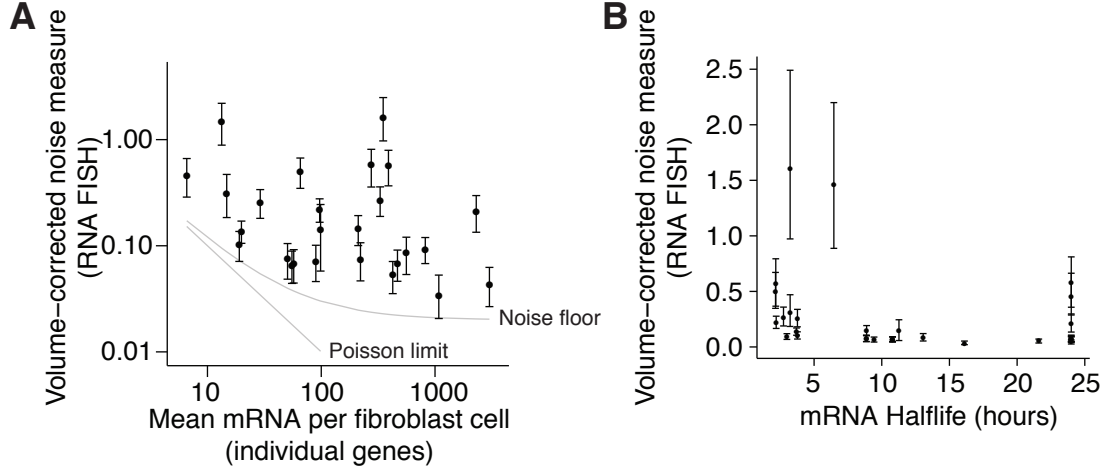 A
Volume−corrected noise measure
(RNA FISH)
1.00
0.10
0.01
Noise floor
Poisson limit
10
100
1000
Mean mRNA per fibroblast cell
(individual genes)
B
Volume−corrected noise measure
(RNA FISH)
2.5
2.0
1.5
1.0
0.5
0.0
5
10
15
20
25
mRNA Halflife (hours)